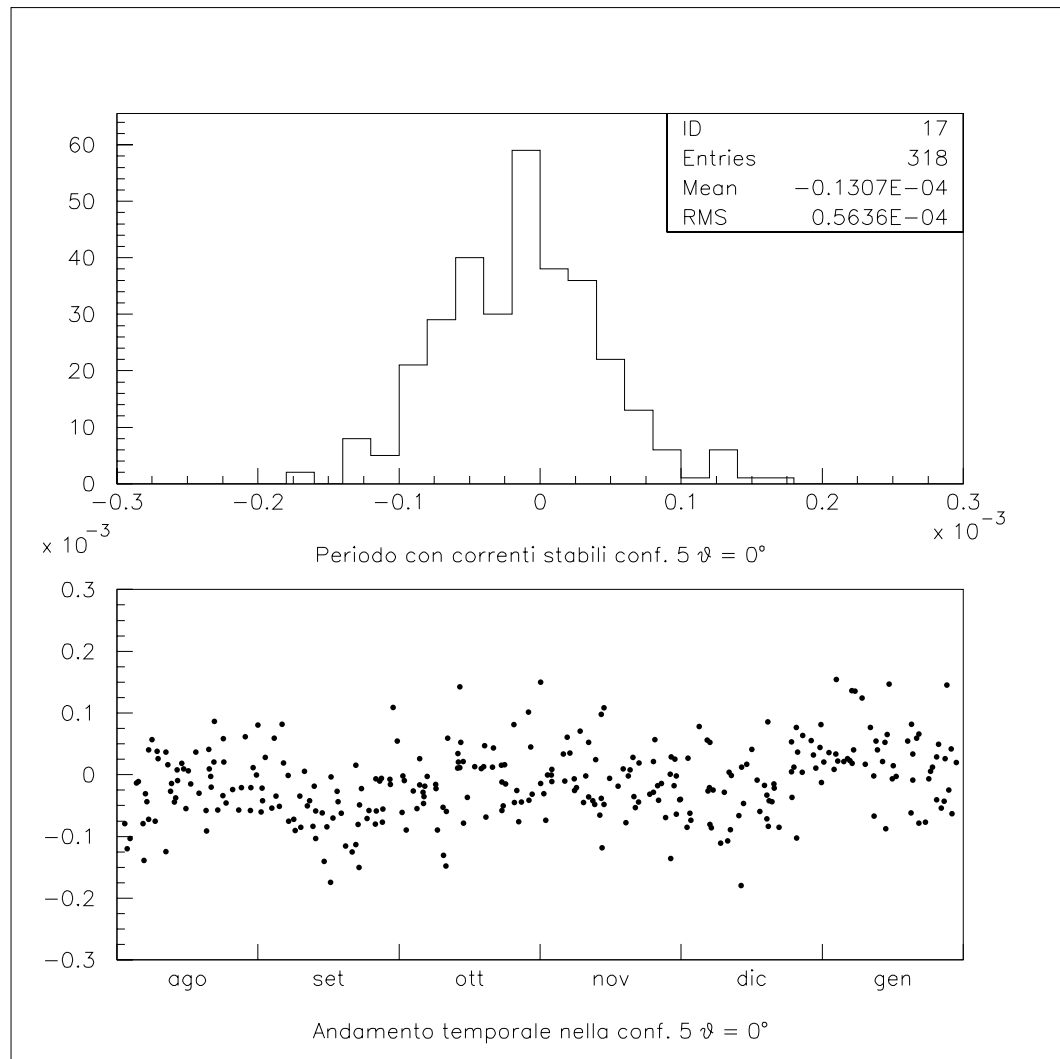 ID 17
Entries 318
Mean −0.1307E−04
RMS 0.5636E−04
60
50
40
30
20
10
0
−0.3 −0.2 −0.1 0 0.1 0.2 0.3
x 10⁻³
x 10⁻³
Periodo con correnti stabili conf. 5 ϑ = 0°
0.3
0.2
0.1
0
−0.1
−0.2
−0.3
ago set ott nov dic gen
Andamento temporale nella conf. 5 ϑ = 0°